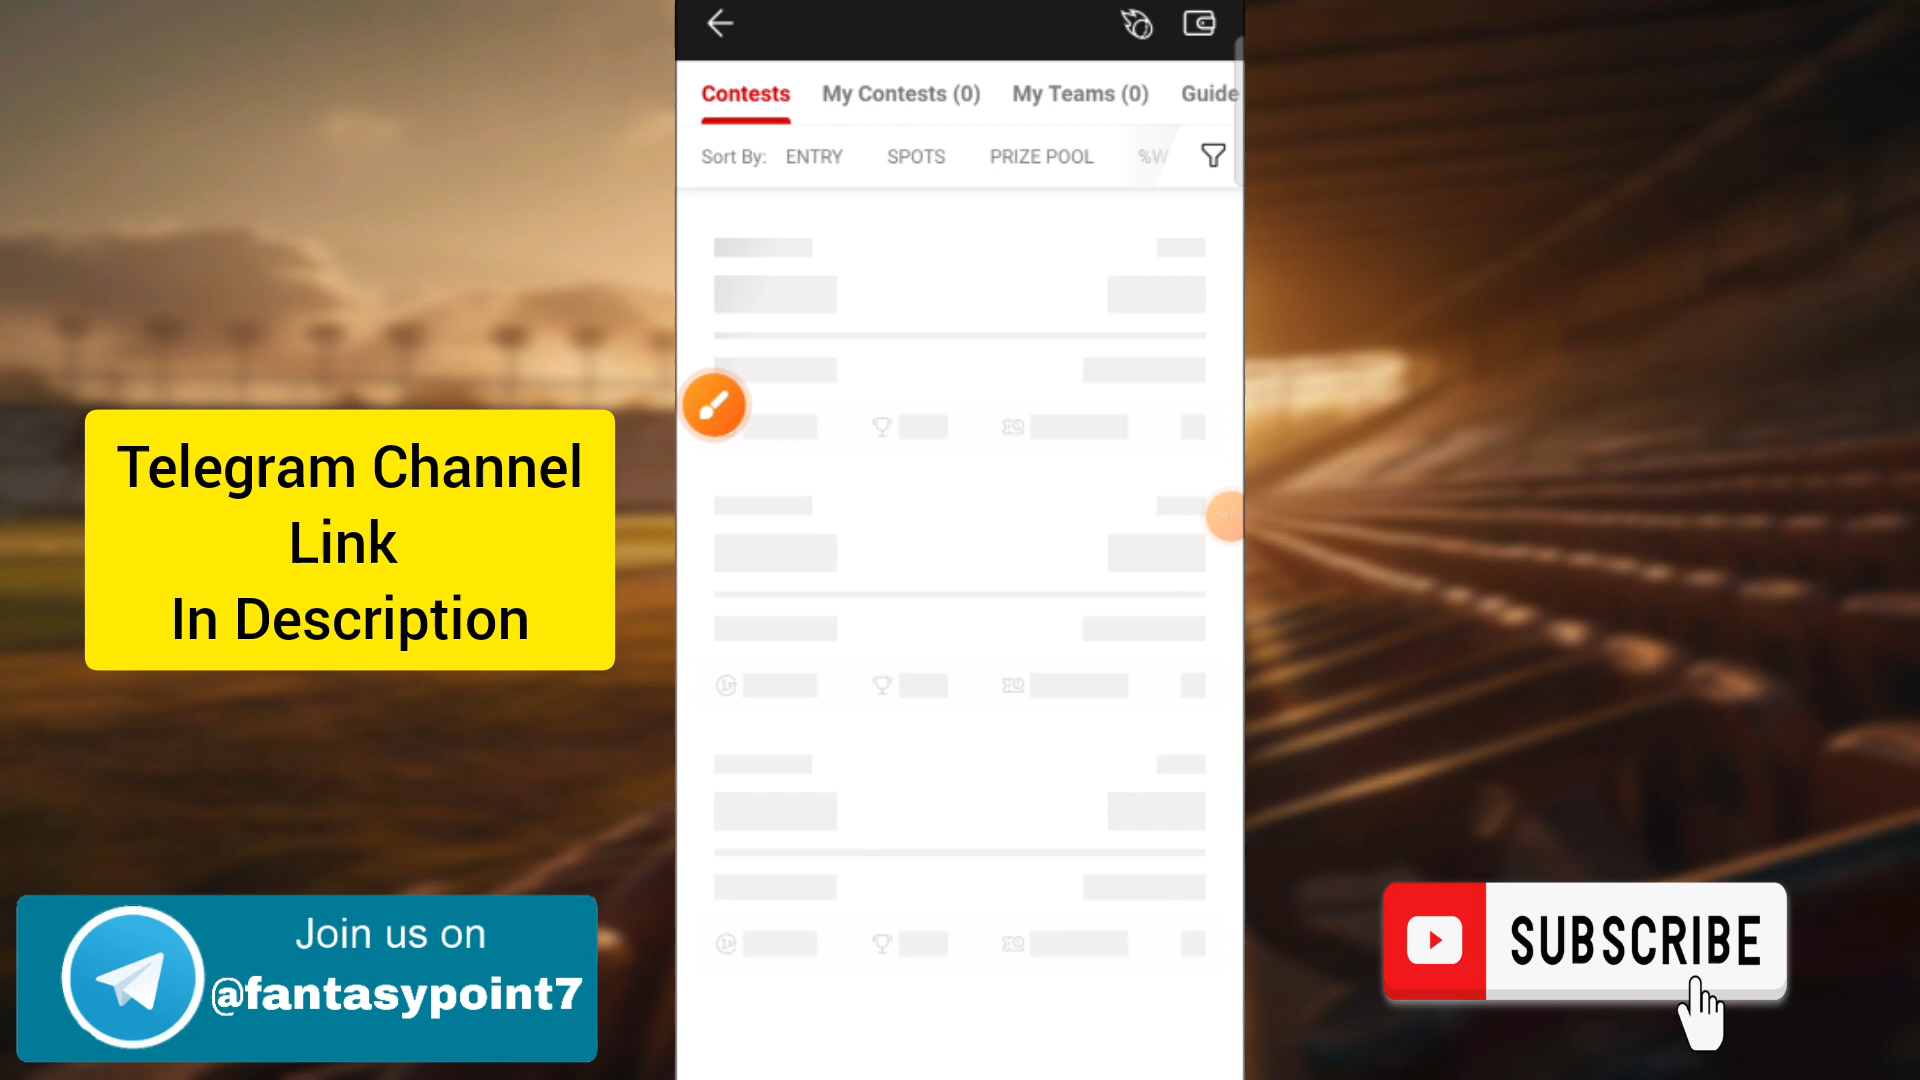 Contests My Contests (0) My Teams (0) Guide
Sort By: ENTRY SPOTS PRIZE POOL %W
Telegram Channel
Link
In Description
Join us on
@fantasypoint7
SUBSCRIBE